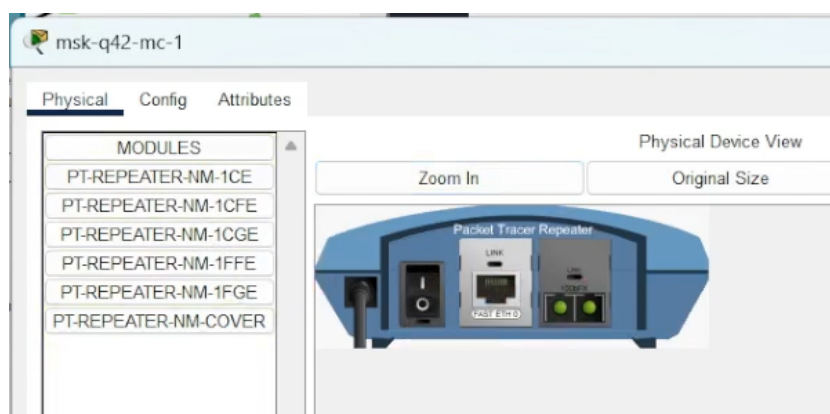 msk-q42-mc-1
Physical Config Attributes
MODULES
PT-REPEATER-NM-1CE
PT-REPEATER-NM-1CFE
PT-REPEATER-NM-1CGE
PT-REPEATER-NM-1FFE
PT-REPEATER-NM-1FGE
PT-REPEATER-NM-COVER
Physical Device View
Zoom In Original Size
Packet Tracer Repeater
LINK
LINK
FAST ETH 0